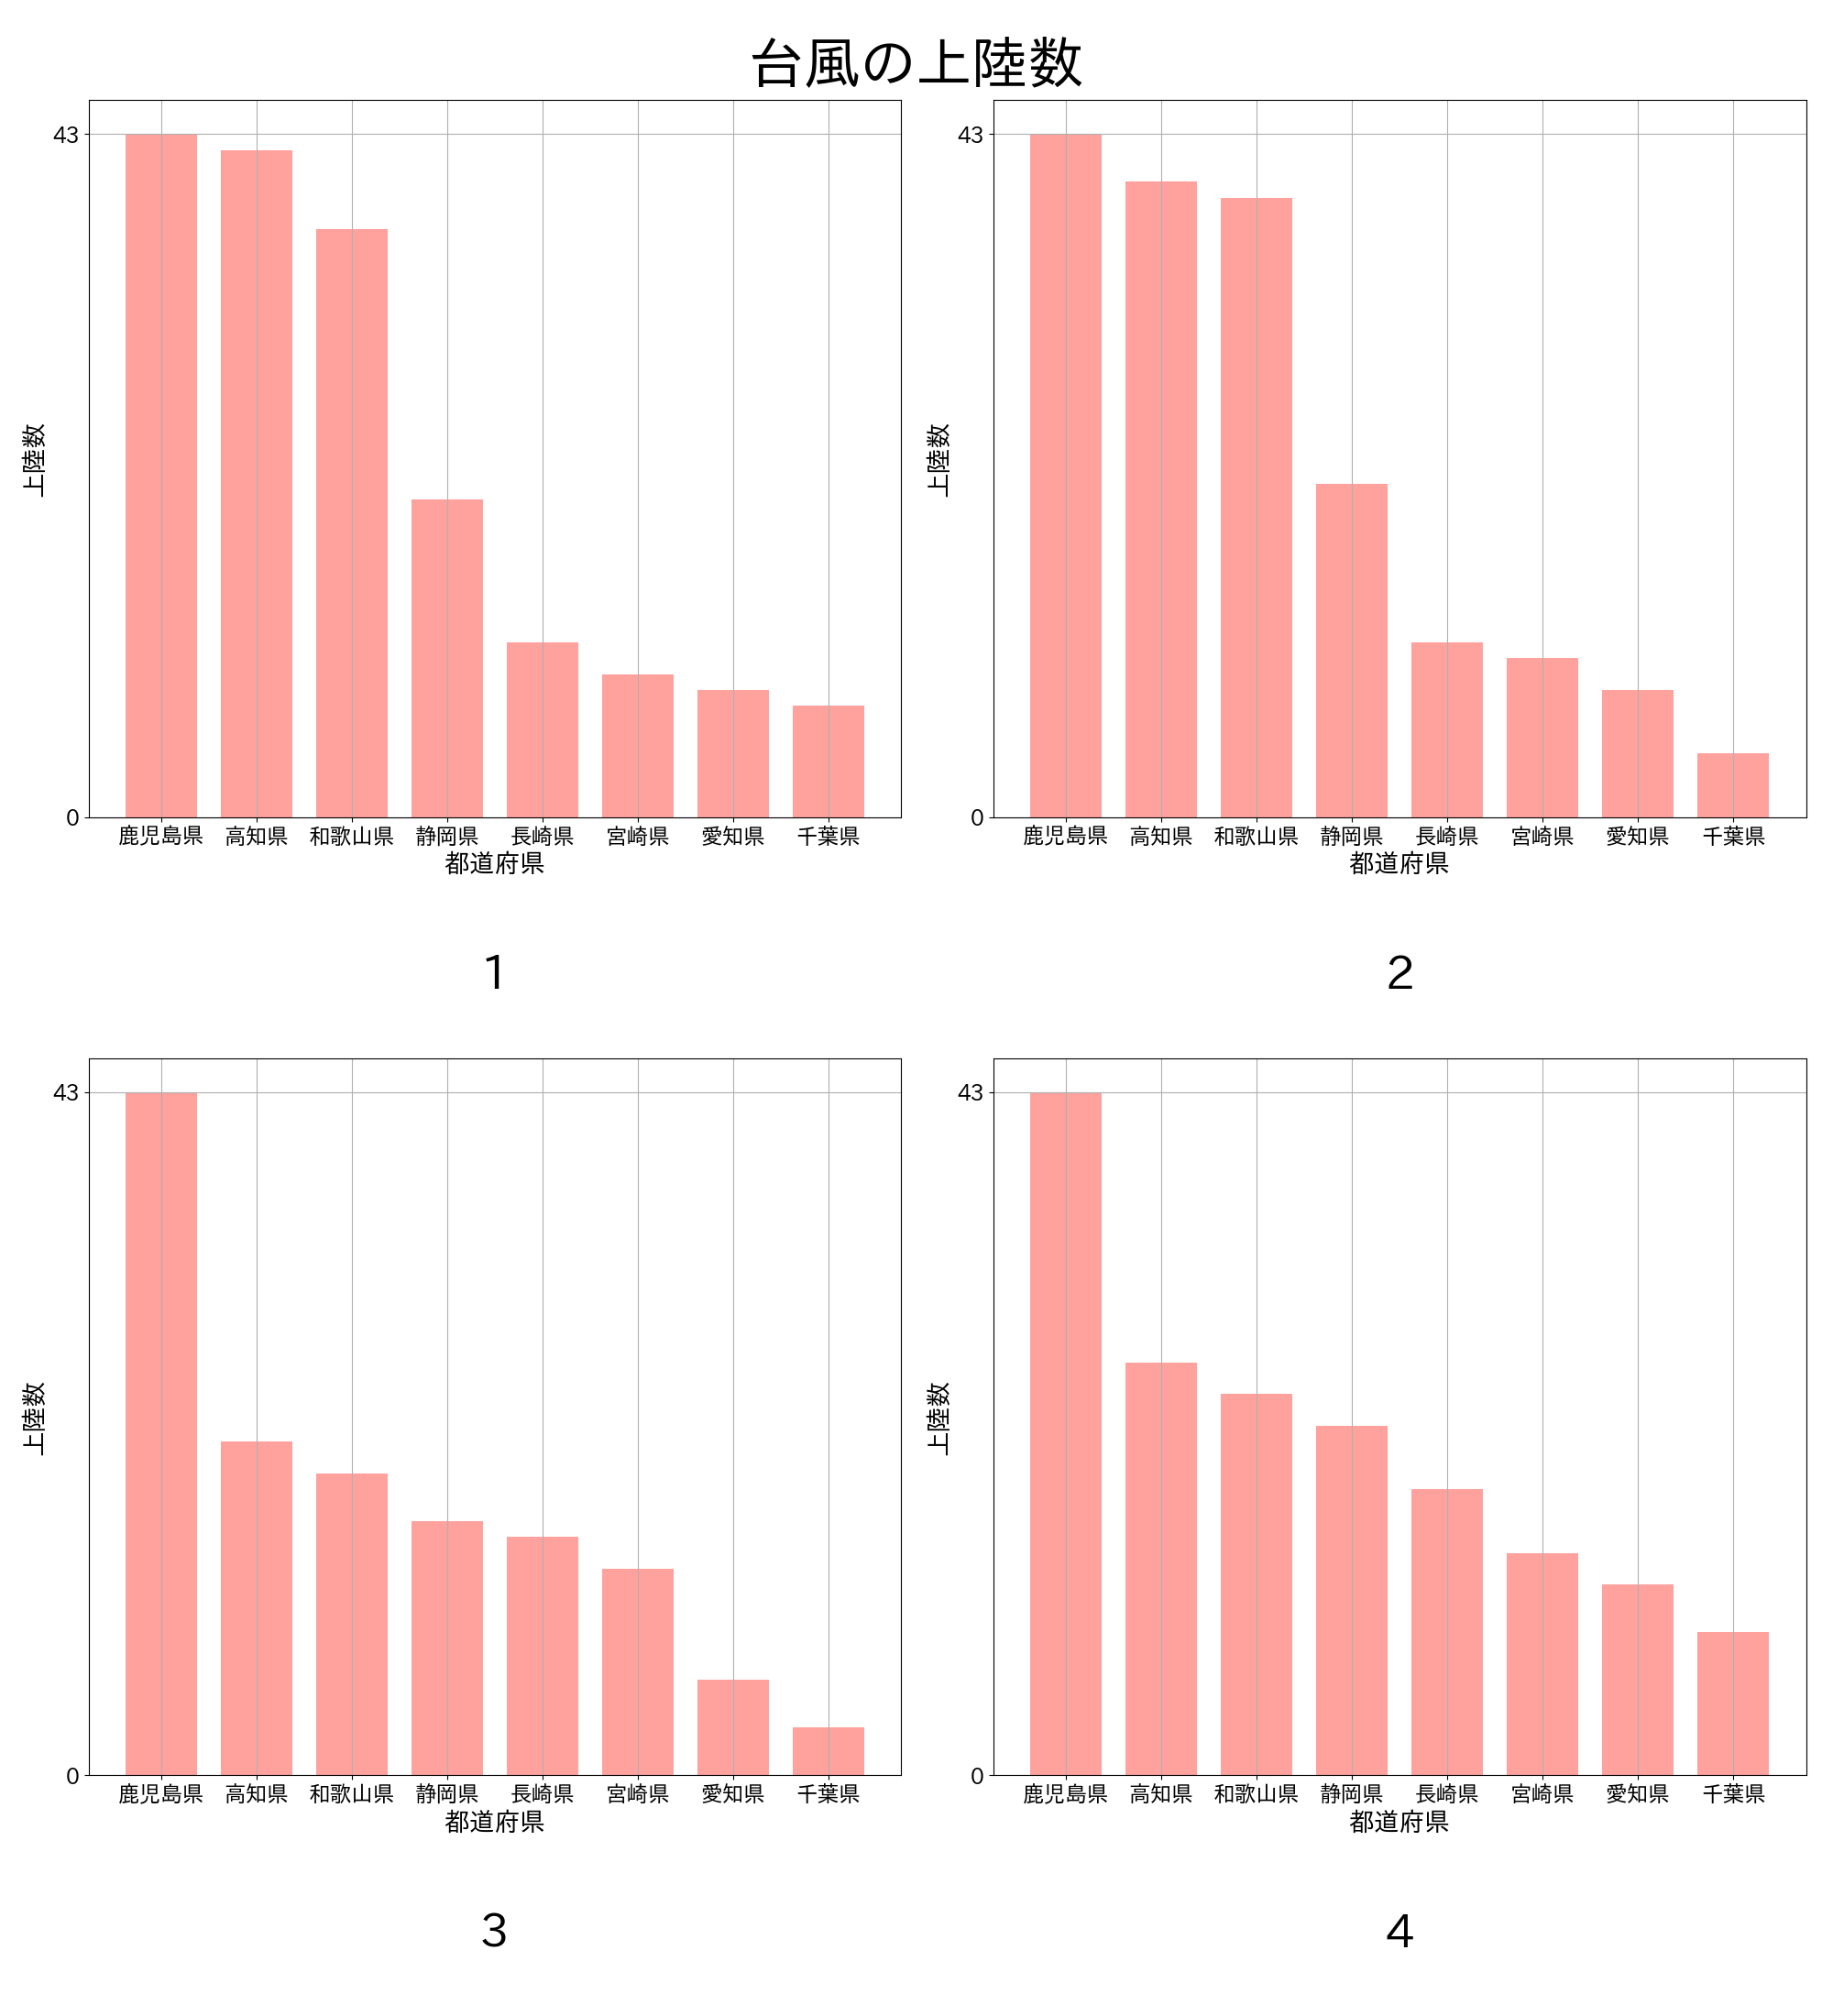 台風の上陸数
43
0
上陸数
鹿児島県 高知県 和歌山県 静岡県 長崎県 宮崎県 愛知県 千葉県
都道府県
1
43
0
上陸数
鹿児島県 高知県 和歌山県 静岡県 長崎県 宮崎県 愛知県 千葉県
都道府県
2
43
0
上陸数
鹿児島県 高知県 和歌山県 静岡県 長崎県 宮崎県 愛知県 千葉県
都道府県
3
43
0
上陸数
鹿児島県 高知県 和歌山県 静岡県 長崎県 宮崎県 愛知県 千葉県
都道府県
4